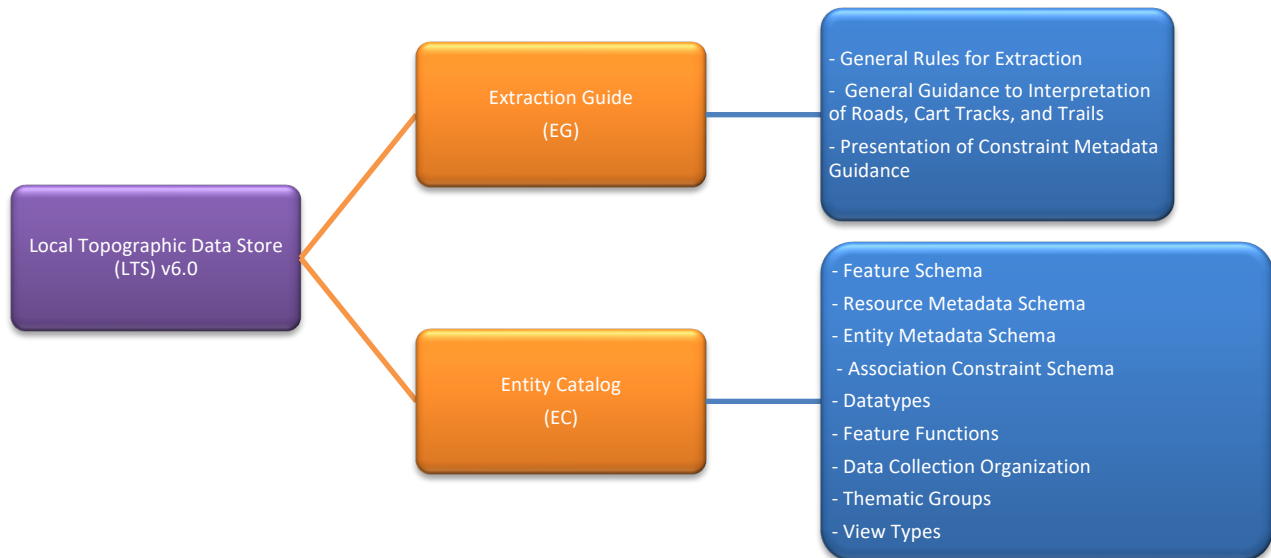 Local Topographic Data Store
(LTS) v6.0
Extraction Guide
(EG)
- General Rules for Extraction
- General Guidance to Interpretation
of Roads, Cart Tracks, and Trails
- Presentation of Constraint Metadata
Guidance
Entity Catalog
(EC)
- Feature Schema
- Resource Metadata Schema
- Entity Metadata Schema
- Association Constraint Schema
- Datatypes
- Feature Functions
- Data Collection Organization
- Thematic Groups
- View Types